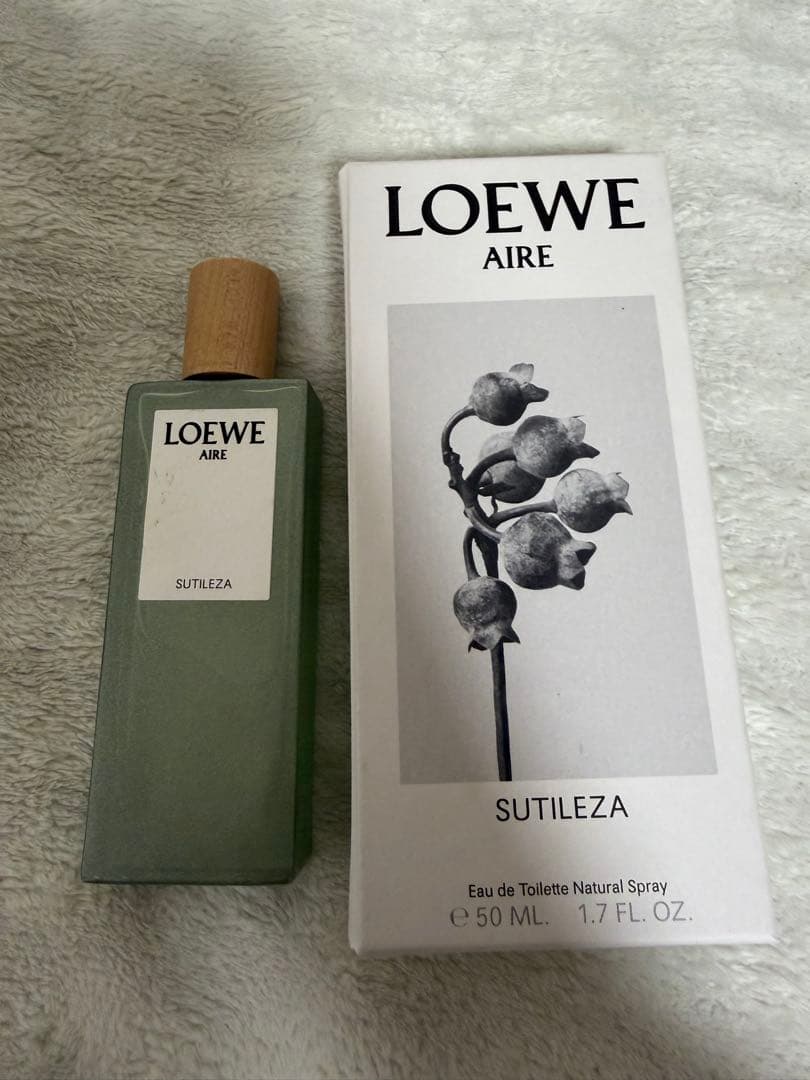 LOEWE
AIRE
SUTILEZA
LOEWE
AIRE
SUTILEZA
Eau de Toilette Natural Spray
℮ 50 ML. 1.7 FL. OZ.